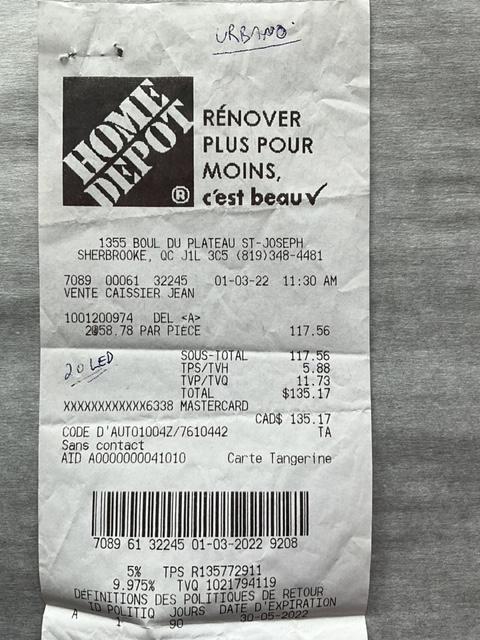 URBANO
HOME
DEPOT
®
RÉNOVER
PLUS POUR
MOINS,
c'est beau
1355 BOUL DU PLATEAU ST-JOSEPH
SHERBROOKE, QC J1L 3C5 (819)348-4481
7089 00061 32245 01-03-22 11:30 AM
VENTE CAISSIER JEAN
1001200974 DEL <A>
2@58.78 PAR PIÈCE 117.56
20 LED
SOUS-TOTAL 117.56
TPS/TVH 5.88
TVP/TVQ 11.73
TOTAL $135.17
XXXXXXXXXXXX6338 MASTERCARD
CAD$ 135.17
CODE D'AUTO1004Z/7610442 TA
Sans contact
AID A0000000041010 Carte Tangerine
7089 61 32245 01-03-2022 9208
5% TPS R135772911
9.975% TVQ 1021794119
DÉFINITIONS DES POLITIQUES DE RETOUR
ID POLITIQ JOURS DATE D'EXPIRATION
A 1 90 30-05-2022